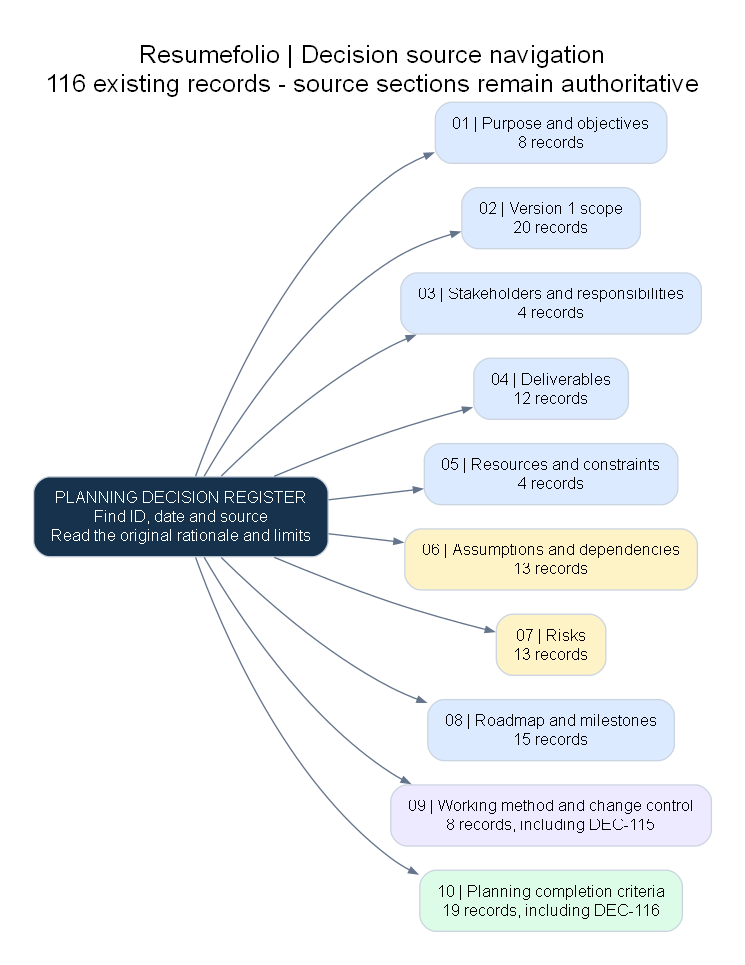 Resumefolio | Decision source navigation
116 existing records - source sections remain authoritative
01 | Purpose and objectives
8 records
02 | Version 1 scope
20 records
03 | Stakeholders and responsibilities
4 records
04 | Deliverables
12 records
05 | Resources and constraints
4 records
PLANNING DECISION REGISTER
Find ID, date and source
Read the original rationale and limits
06 | Assumptions and dependencies
13 records
07 | Risks
13 records
08 | Roadmap and milestones
15 records
09 | Working method and change control
8 records, including DEC-115
10 | Planning completion criteria
19 records, including DEC-116